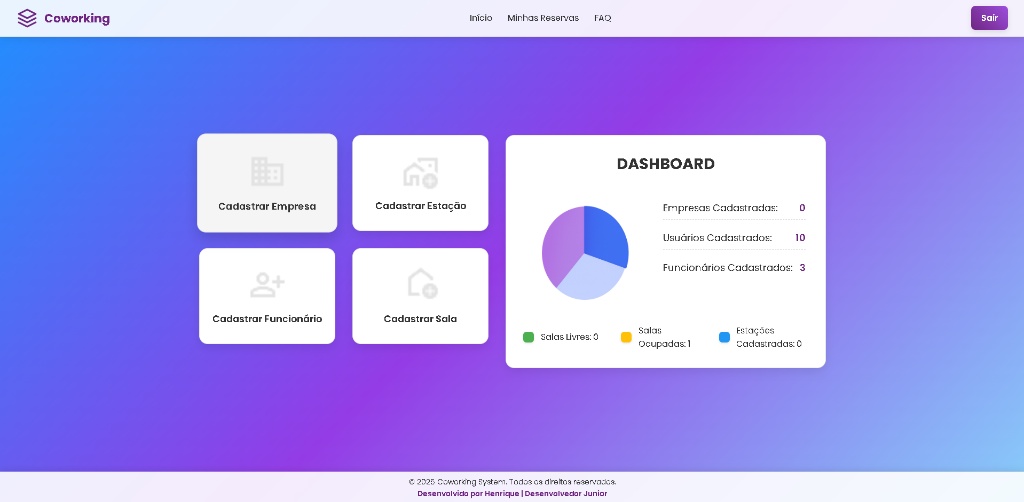 Coworking
Início Minhas Reservas FAQ
Sair
Cadastrar Empresa
Cadastrar Estação
Cadastrar Funcionário
Cadastrar Sala
DASHBOARD
Empresas Cadastradas: 0
Usuários Cadastrados: 10
Funcionários Cadastrados: 3
Salas Livres: 0
Salas
Ocupadas: 1
Estações
Cadastradas: 0
© 2025 Coworking System. Todos os direitos reservados.
Desenvolvido por Henrique | Desenvolvedor Junior